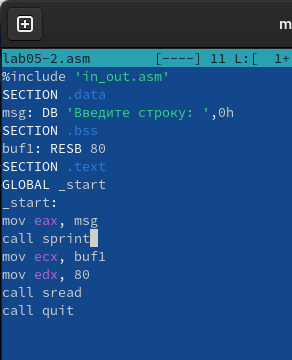 m
lab05-2.asm [----] 11 L:[ 1+
%include 'in_out.asm'
SECTION .data
msg: DB 'Введите строку: ',0h
SECTION .bss
buf1: RESB 80
SECTION .text
GLOBAL _start
_start:
mov eax, msg
call sprint
mov ecx, buf1
mov edx, 80
call sread
call quit